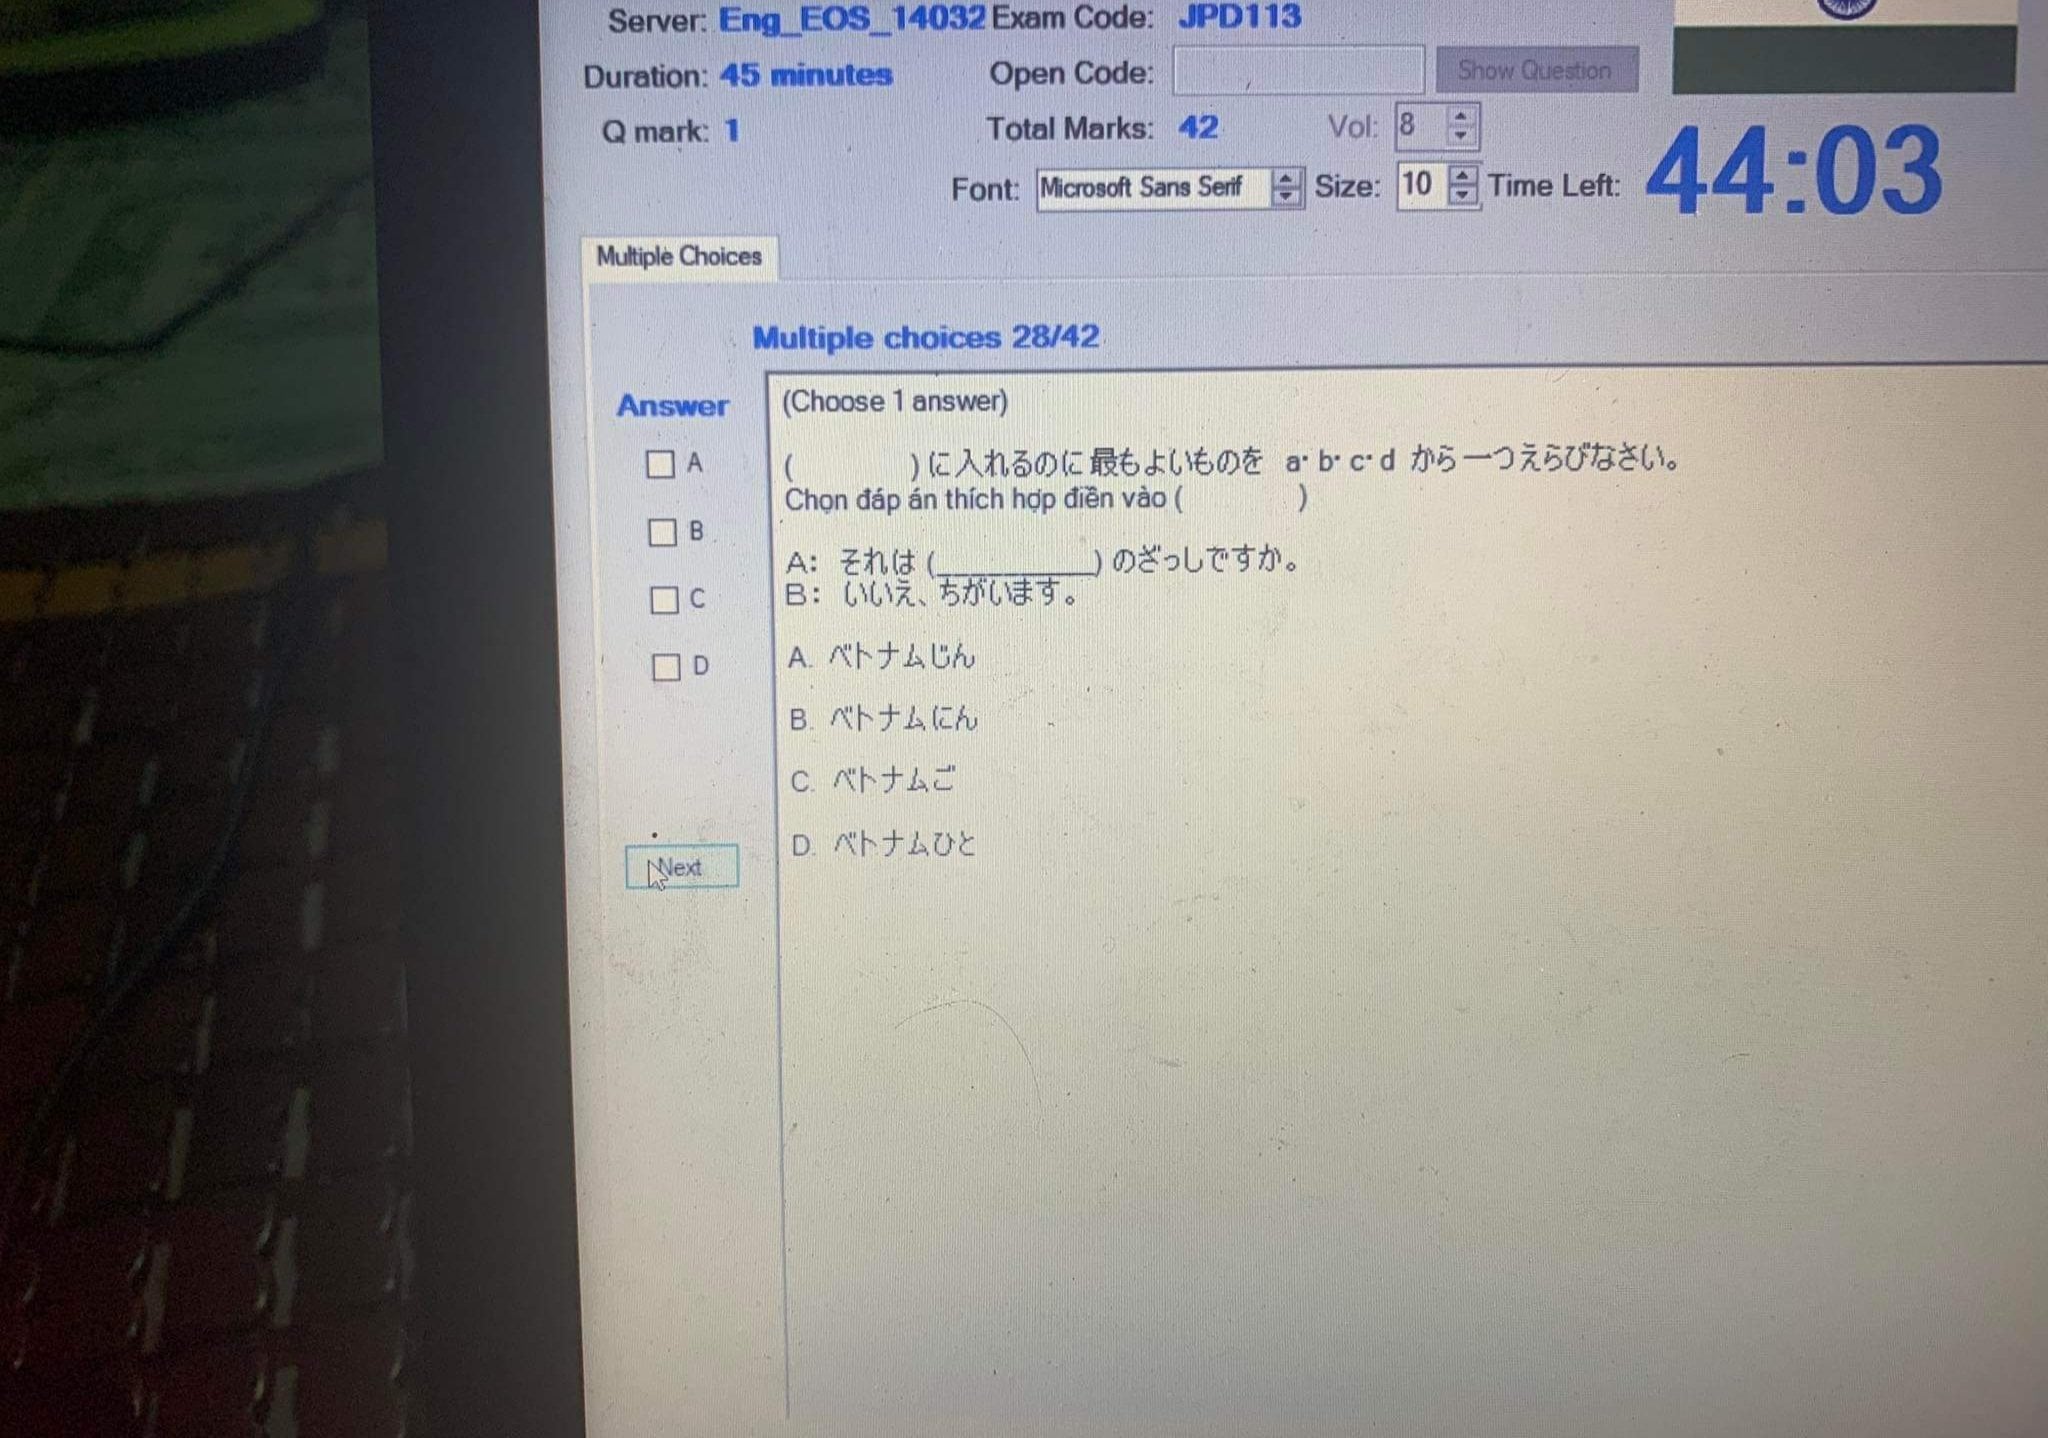 Server: Eng_EOS_14032 Exam Code: JPD113
Duration: 45 minutes Open Code: Show Question
Q mark: 1 Total Marks: 42 Vol: 8
Font: Microsoft Sans Serif Size: 10 Time Left: 44:03
Multiple Choices
Multiple choices 28/42
Answer
A
B
C
D
Next
(Choose 1 answer)
( )に入れるのに最もよいものを a・b・c・d から一つえらびなさい。
Chọn đáp án thích hợp điền vào ( )
A: それは (__________) のざっしですか。
B: いいえ、ちがいます。
A. ベトナムじん
B. ベトナムにん
C. ベトナムご
D. ベトナムひと